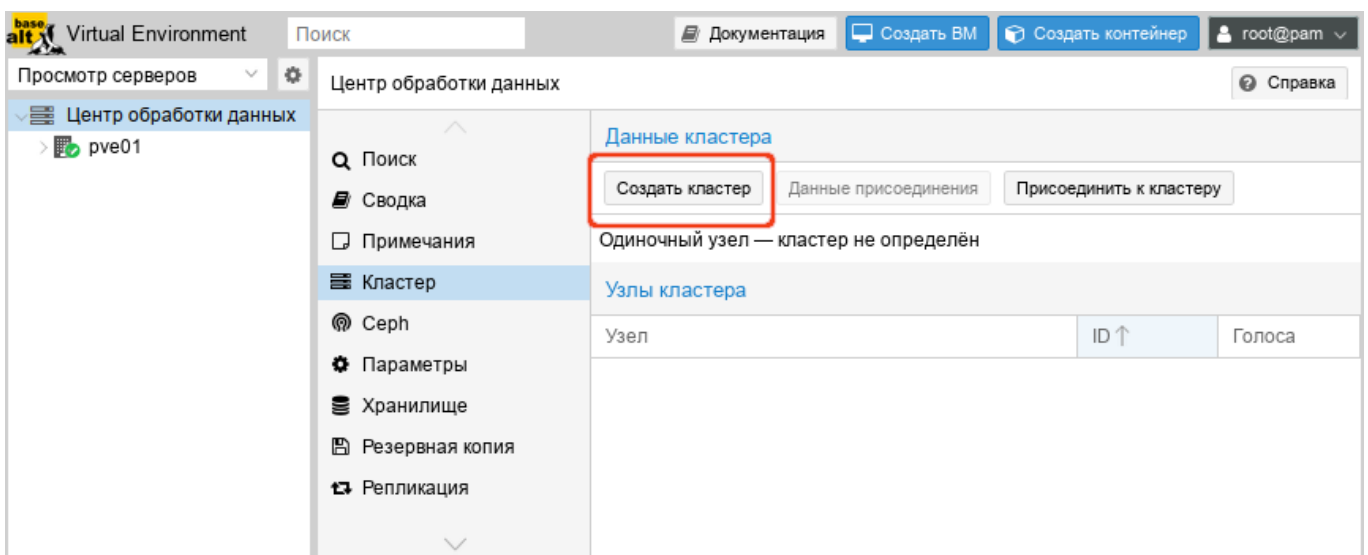 base
alt Virtual Environment Поиск Документация Создать ВМ Создать контейнер root@pam
Просмотр серверов
Центр обработки данных
pve01
Центр обработки данных Справка
Поиск
Сводка
Примечания
Кластер
Ceph
Параметры
Хранилище
Резервная копия
Репликация
Данные кластера
Создать кластер Данные присоединения Присоединить к кластеру
Одиночный узел — кластер не определён
Узлы кластера
Узел ID Голоса